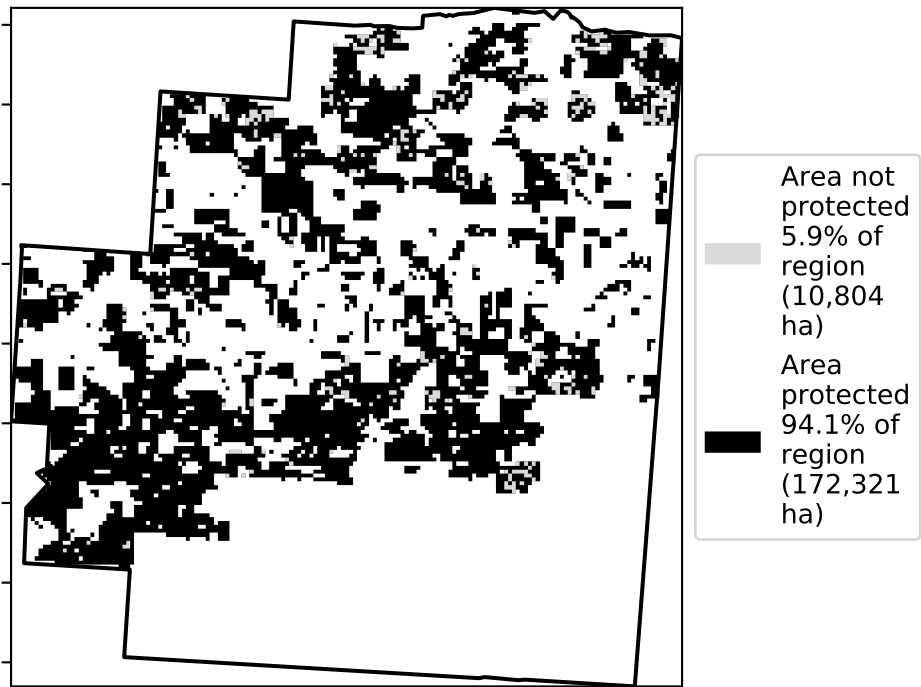 Area not
protected
5.9% of
region
(10,804
ha)
Area
protected
94.1% of
region
(172,321
ha)